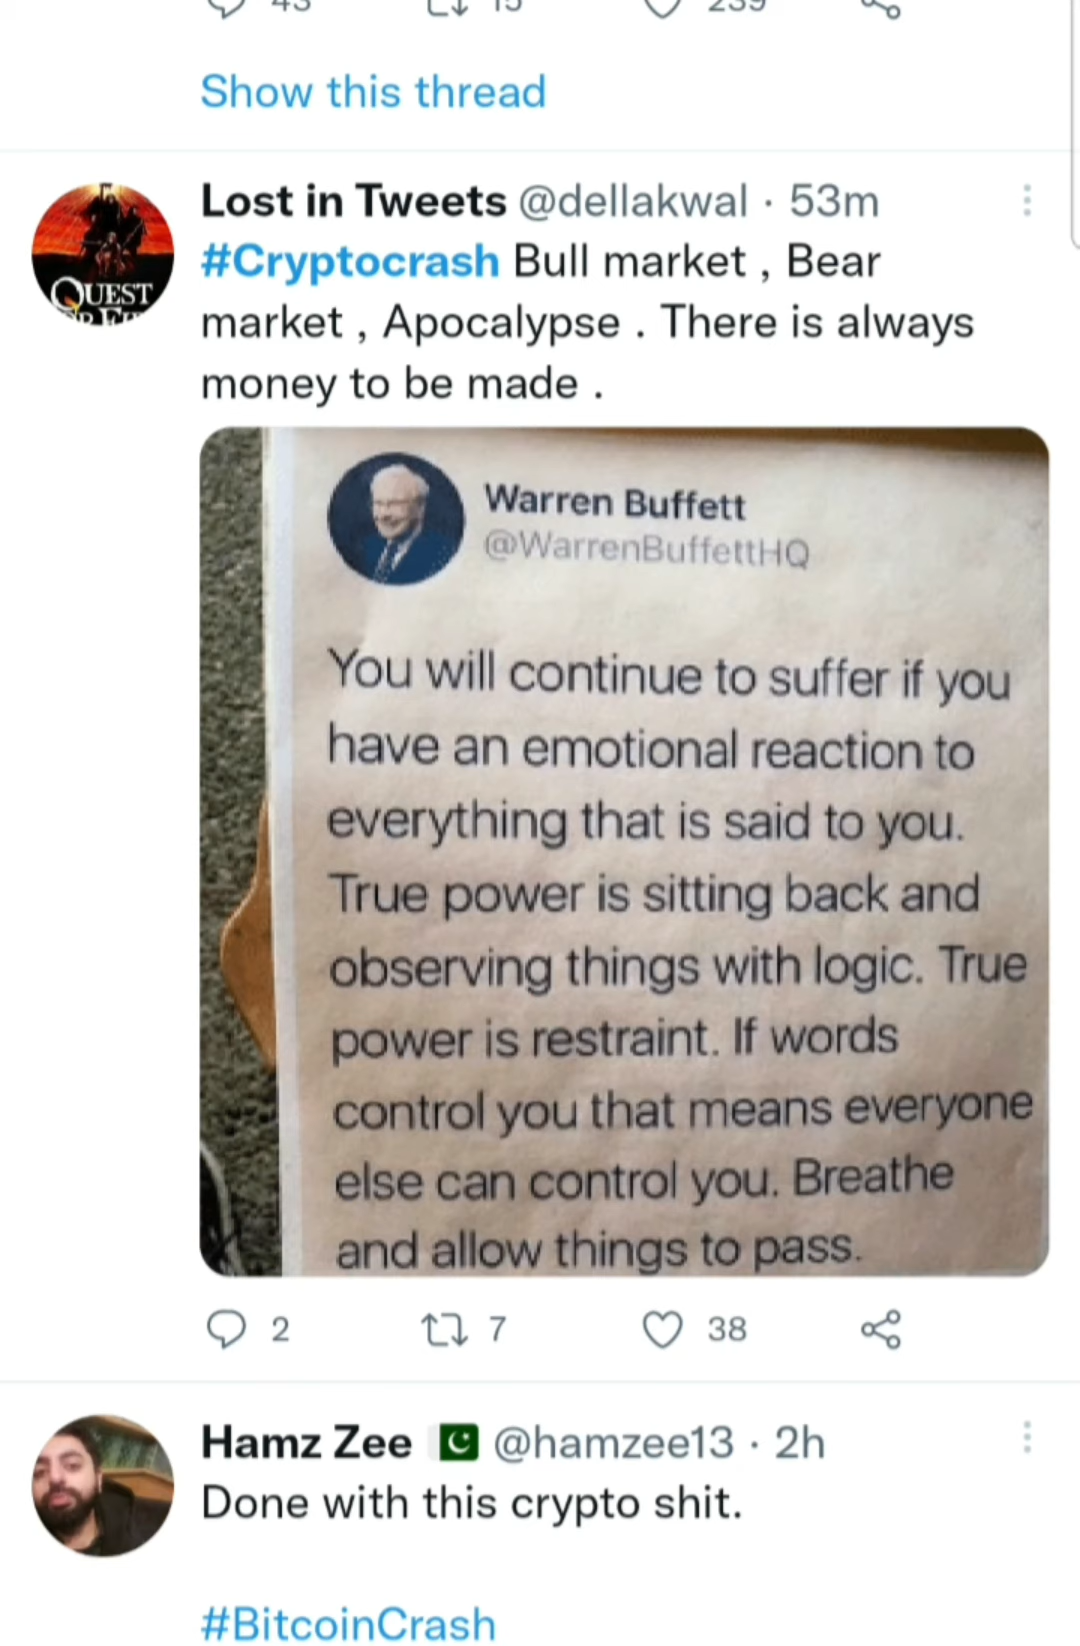 43 15 239
Show this thread
Lost in Tweets @dellakwal · 53m
#Cryptocrash Bull market , Bear
market , Apocalypse . There is always
money to be made .
QUEST
Warren Buffett
@WarrenBuffettHQ
You will continue to suffer if you
have an emotional reaction to
everything that is said to you.
True power is sitting back and
observing things with logic. True
power is restraint. If words
control you that means everyone
else can control you. Breathe
and allow things to pass.
2 7 38
Hamz Zee @hamzee13 · 2h
Done with this crypto shit.
#BitcoinCrash